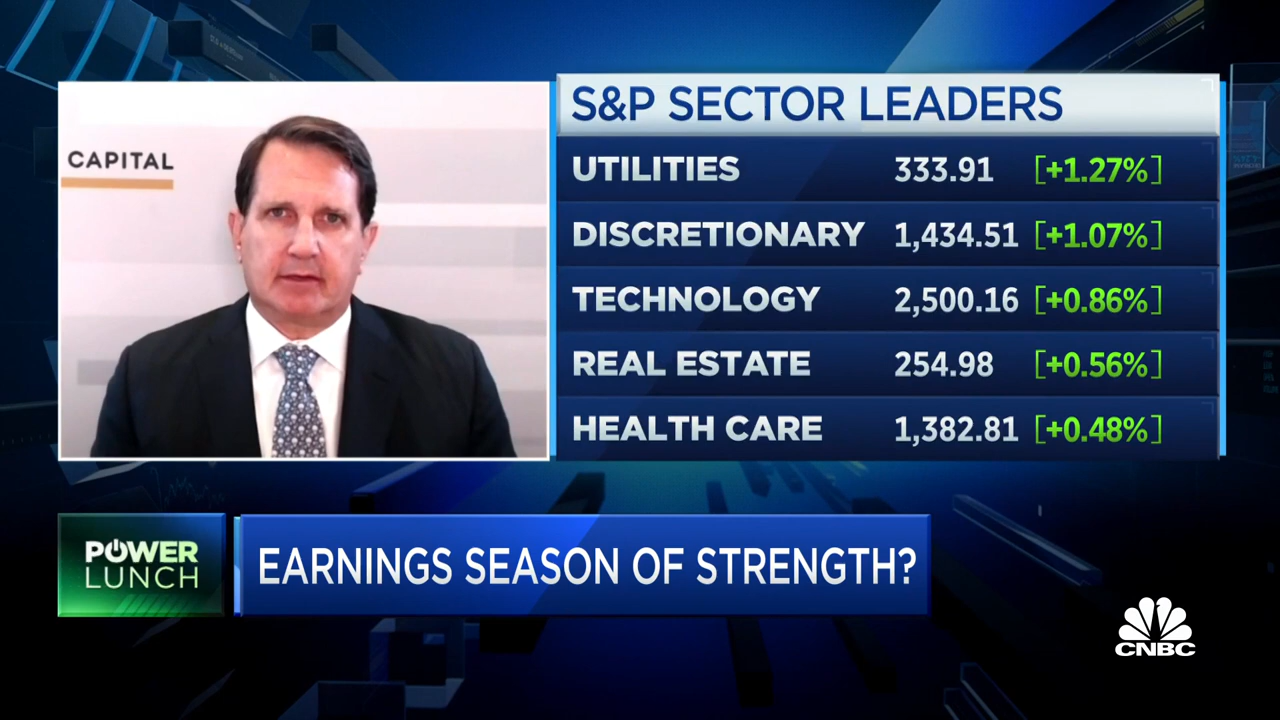 CAPITAL
S&P SECTOR LEADERS
UTILITIES 333.91 [+1.27%]
DISCRETIONARY 1,434.51 [+1.07%]
TECHNOLOGY 2,500.16 [+0.86%]
REAL ESTATE 254.98 [+0.56%]
HEALTH CARE 1,382.81 [+0.48%]
POWER
LUNCH
EARNINGS SEASON OF STRENGTH?
CNBC